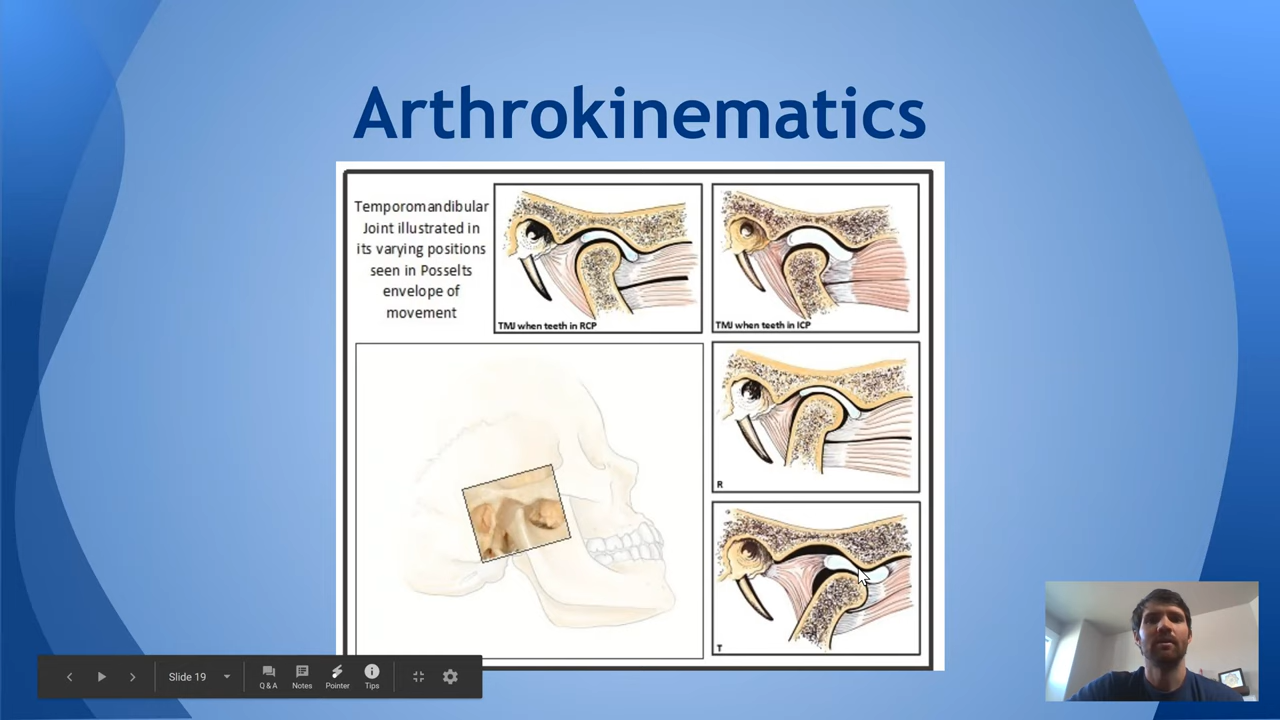 Arthrokinematics
Temporomandibular
Joint illustrated in
its varying positions
seen in Posselts
envelope of
movement
TMJ when teeth in RCP
TMJ when teeth in ICP
R
T
Slide 19
Q & A
Notes
Pointer
Tips